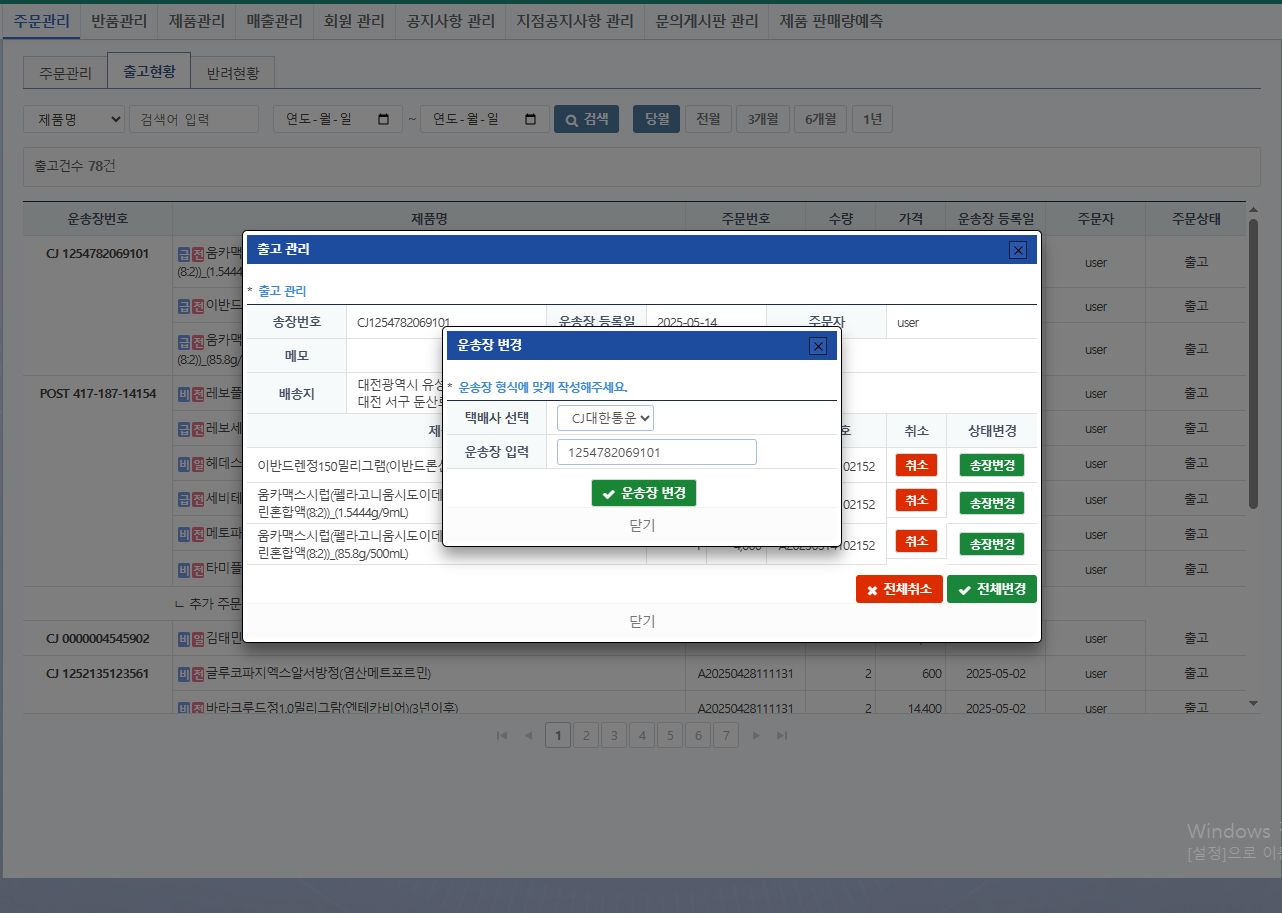 주문관리 반품관리 제품관리 매출관리 회원 관리 공지사항 관리 지점공지사항 관리 문의게시판 관리 제품 판매량예측
주문관리 출고현황 반려현황
제품명 검색어 입력 연도-월-일 ~ 연도-월-일 검색 당월 전월 3개월 6개월 1년
출고건수 78건
운송장번호 제품명 주문번호 수량 가격 운송장 등록일 주문자 주문상태
CJ 1254782069101 급 전 움카맥
(8:2))_(1.5444
user 출고
급 전 이반드 user 출고
급 전 움카맥
(8:2))_(85.8g/
user 출고
POST 417-187-14154 비 전 레보플 user 출고
급 전 레보세 user 출고
비 일 헤데스 user 출고
급 전 세비테 user 출고
비 전 메토파 user 출고
비 전 타미플 user 출고
ㄴ 추가 주문
CJ 0000004545902 비 일 김태민 user 출고
CJ 1252135123561 비 전 글루코파지엑스알서방정(염산메트포르민) A20250428111131 2 600 2025-05-02 user 출고
비 전 바라크루드정1.0밀리그람(엔테카비어)(3년이후) A20250428111131 2 14,400 2025-05-02 user 출고
1 2 3 4 5 6 7
출고 관리
* 출고 관리
송장번호 CJ1254782069101 운송장 등록일 2025-05-14 주문자 user
메모
배송지 대전광역시 유성
대전 서구 둔산로
호 취소 상태변경
이반드렌정150밀리그램(이반드론산 02152 취소 송장변경
움카맥스시럽(펠라고니움시도이데
린혼합액(8:2))_(1.5444g/9mL)
02152 취소 송장변경
움카맥스시럽(펠라고니움시도이데
린혼합액(8:2))_(85.8g/500mL)
A20250514102152 취소 송장변경
전체취소 전체변경
닫기
운송장 변경
* 운송장 형식에 맞게 작성해주세요.
택배사 선택 CJ대한통운
운송장 입력 1254782069101
운송장 변경
닫기
Windows
[설정]으로 이동